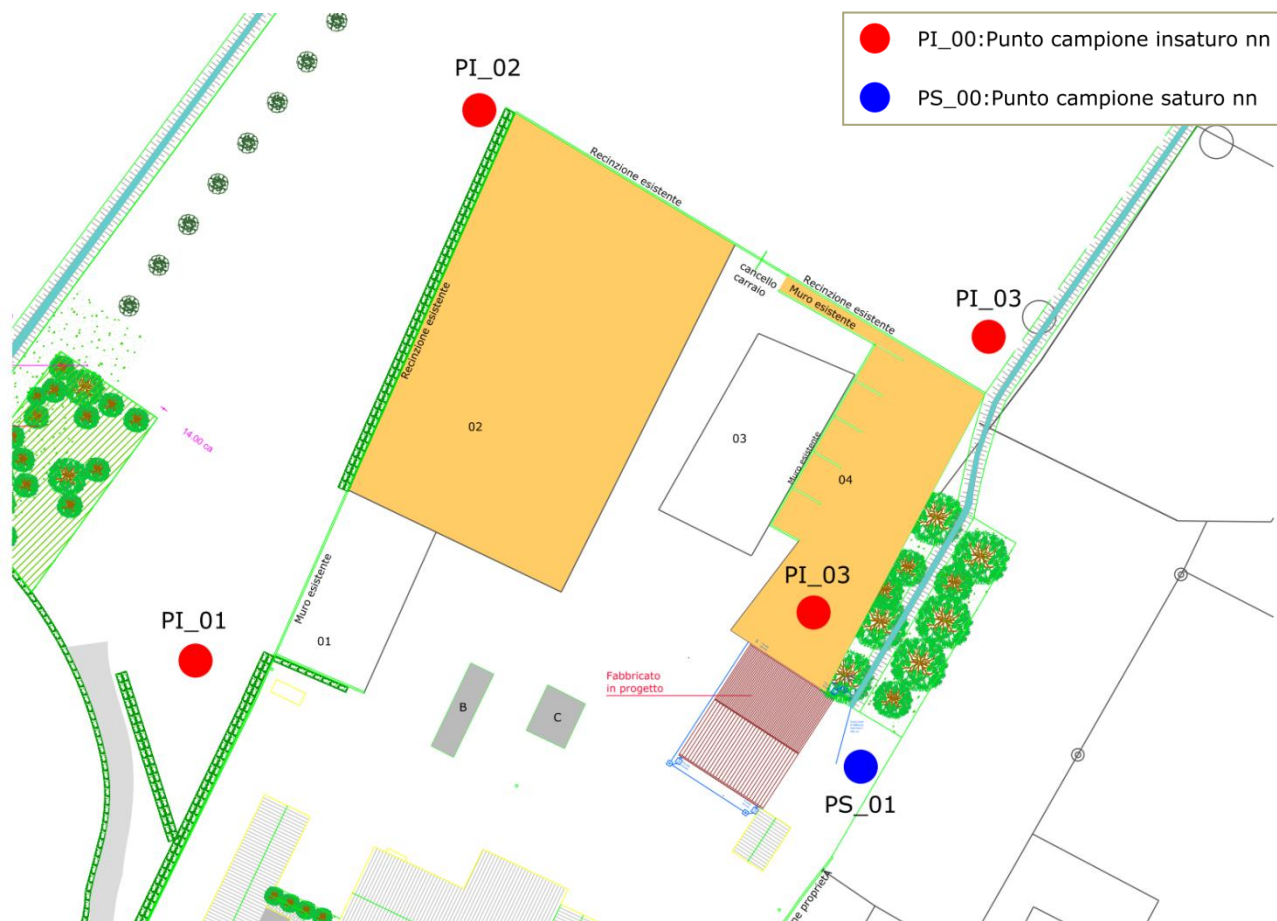 PI_00:Punto campione insaturo nn
PS_00:Punto campione saturo nn
PI_02
Recinzione esistente
cancello
carraio
Recinzione esistente
Muro esistente
PI_03
Recinzione esistente
02
03
Muro esistente
04
14.00 ca
Muro esistente
PI_03
PI_01
01
Fabbricato
in progetto
B
C
PS_01
ne proprietÁ